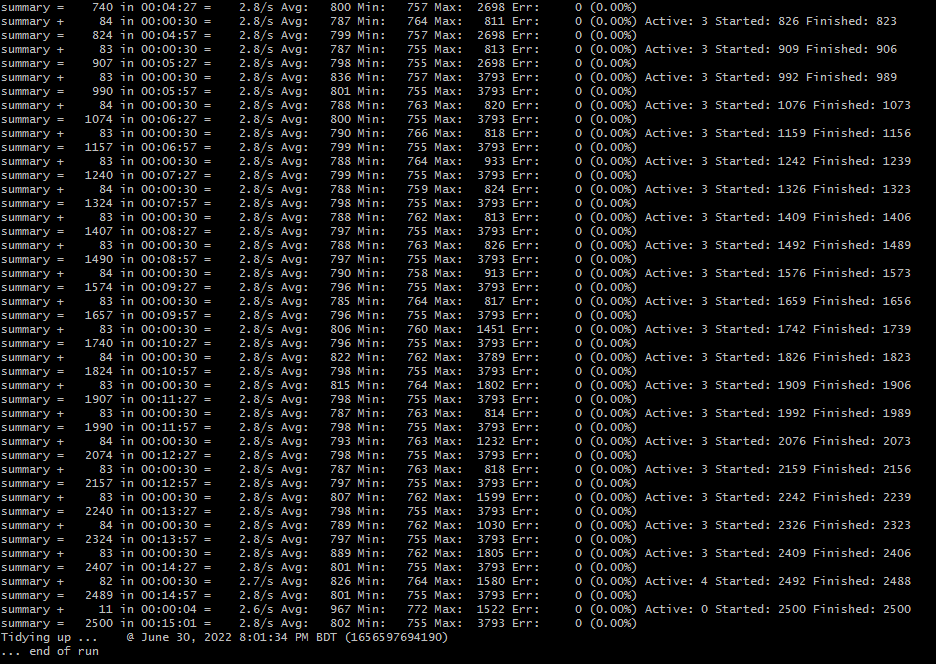 summary =    740 in 00:04:27 =    2.8/s Avg:   800 Min:   757 Max:  2698 Err:     0 (0.00%)
summary +     84 in 00:00:30 =    2.8/s Avg:   787 Min:   764 Max:   811 Err:     0 (0.00%) Active: 3 Started: 826 Finished: 823
summary =    824 in 00:04:57 =    2.8/s Avg:   799 Min:   757 Max:  2698 Err:     0 (0.00%)
summary +     83 in 00:00:30 =    2.8/s Avg:   787 Min:   755 Max:   813 Err:     0 (0.00%) Active: 3 Started: 909 Finished: 906
summary =    907 in 00:05:27 =    2.8/s Avg:   798 Min:   755 Max:  2698 Err:     0 (0.00%)
summary +     83 in 00:00:30 =    2.8/s Avg:   836 Min:   757 Max:  3793 Err:     0 (0.00%) Active: 3 Started: 992 Finished: 989
summary =    990 in 00:05:57 =    2.8/s Avg:   801 Min:   755 Max:  3793 Err:     0 (0.00%)
summary +     84 in 00:00:30 =    2.8/s Avg:   788 Min:   763 Max:   820 Err:     0 (0.00%) Active: 3 Started: 1076 Finished: 1073
summary =   1074 in 00:06:27 =    2.8/s Avg:   800 Min:   755 Max:  3793 Err:     0 (0.00%)
summary +     83 in 00:00:30 =    2.8/s Avg:   790 Min:   766 Max:   818 Err:     0 (0.00%) Active: 3 Started: 1159 Finished: 1156
summary =   1157 in 00:06:57 =    2.8/s Avg:   799 Min:   755 Max:  3793 Err:     0 (0.00%)
summary +     83 in 00:00:30 =    2.8/s Avg:   788 Min:   764 Max:   933 Err:     0 (0.00%) Active: 3 Started: 1242 Finished: 1239
summary =   1240 in 00:07:27 =    2.8/s Avg:   799 Min:   755 Max:  3793 Err:     0 (0.00%)
summary +     84 in 00:00:30 =    2.8/s Avg:   788 Min:   759 Max:   824 Err:     0 (0.00%) Active: 3 Started: 1326 Finished: 1323
summary =   1324 in 00:07:57 =    2.8/s Avg:   798 Min:   755 Max:  3793 Err:     0 (0.00%)
summary +     83 in 00:00:30 =    2.8/s Avg:   788 Min:   762 Max:   813 Err:     0 (0.00%) Active: 3 Started: 1409 Finished: 1406
summary =   1407 in 00:08:27 =    2.8/s Avg:   797 Min:   755 Max:  3793 Err:     0 (0.00%)
summary +     83 in 00:00:30 =    2.8/s Avg:   788 Min:   763 Max:   826 Err:     0 (0.00%) Active: 3 Started: 1492 Finished: 1489
summary =   1490 in 00:08:57 =    2.8/s Avg:   797 Min:   755 Max:  3793 Err:     0 (0.00%)
summary +     84 in 00:00:30 =    2.8/s Avg:   790 Min:   758 Max:   913 Err:     0 (0.00%) Active: 3 Started: 1576 Finished: 1573
summary =   1574 in 00:09:27 =    2.8/s Avg:   796 Min:   755 Max:  3793 Err:     0 (0.00%)
summary +     83 in 00:00:30 =    2.8/s Avg:   785 Min:   764 Max:   817 Err:     0 (0.00%) Active: 3 Started: 1659 Finished: 1656
summary =   1657 in 00:09:57 =    2.8/s Avg:   796 Min:   755 Max:  3793 Err:     0 (0.00%)
summary +     83 in 00:00:30 =    2.8/s Avg:   806 Min:   760 Max:  1451 Err:     0 (0.00%) Active: 3 Started: 1742 Finished: 1739
summary =   1740 in 00:10:27 =    2.8/s Avg:   796 Min:   755 Max:  3793 Err:     0 (0.00%)
summary +     84 in 00:00:30 =    2.8/s Avg:   822 Min:   762 Max:  3789 Err:     0 (0.00%) Active: 3 Started: 1826 Finished: 1823
summary =   1824 in 00:10:57 =    2.8/s Avg:   798 Min:   755 Max:  3793 Err:     0 (0.00%)
summary +     83 in 00:00:30 =    2.8/s Avg:   815 Min:   764 Max:  1802 Err:     0 (0.00%) Active: 3 Started: 1909 Finished: 1906
summary =   1907 in 00:11:27 =    2.8/s Avg:   798 Min:   755 Max:  3793 Err:     0 (0.00%)
summary +     83 in 00:00:30 =    2.8/s Avg:   787 Min:   763 Max:   814 Err:     0 (0.00%) Active: 3 Started: 1992 Finished: 1989
summary =   1990 in 00:11:57 =    2.8/s Avg:   798 Min:   755 Max:  3793 Err:     0 (0.00%)
summary +     84 in 00:00:30 =    2.8/s Avg:   793 Min:   763 Max:  1232 Err:     0 (0.00%) Active: 3 Started: 2076 Finished: 2073
summary =   2074 in 00:12:27 =    2.8/s Avg:   798 Min:   755 Max:  3793 Err:     0 (0.00%)
summary +     83 in 00:00:30 =    2.8/s Avg:   787 Min:   764 Max:   818 Err:     0 (0.00%) Active: 3 Started: 2159 Finished: 2156
summary =   2157 in 00:12:57 =    2.8/s Avg:   797 Min:   755 Max:  3793 Err:     0 (0.00%)
summary +     83 in 00:00:30 =    2.8/s Avg:   807 Min:   762 Max:  1599 Err:     0 (0.00%) Active: 3 Started: 2242 Finished: 2239
summary =   2240 in 00:13:27 =    2.8/s Avg:   798 Min:   755 Max:  3793 Err:     0 (0.00%)
summary +     84 in 00:00:30 =    2.8/s Avg:   789 Min:   762 Max:  1030 Err:     0 (0.00%) Active: 3 Started: 2326 Finished: 2323
summary =   2324 in 00:13:57 =    2.8/s Avg:   797 Min:   755 Max:  3793 Err:     0 (0.00%)
summary +     83 in 00:00:30 =    2.8/s Avg:   889 Min:   762 Max:  1805 Err:     0 (0.00%) Active: 3 Started: 2409 Finished: 2406
summary =   2407 in 00:14:27 =    2.8/s Avg:   801 Min:   755 Max:  3793 Err:     0 (0.00%)
summary +     82 in 00:00:30 =    2.7/s Avg:   826 Min:   764 Max:  1580 Err:     0 (0.00%) Active: 4 Started: 2492 Finished: 2488
summary =   2489 in 00:14:57 =    2.8/s Avg:   801 Min:   755 Max:  3793 Err:     0 (0.00%)
summary +     11 in 00:00:04 =    2.6/s Avg:   967 Min:   772 Max:  1522 Err:     0 (0.00%) Active: 0 Started: 2500 Finished: 2500
summary =   2500 in 00:15:01 =    2.8/s Avg:   802 Min:   755 Max:  3793 Err:     0 (0.00%)
Tidying up ...    @ June 30, 2022 8:01:34 PM BDT (1656597694190)
... end of run